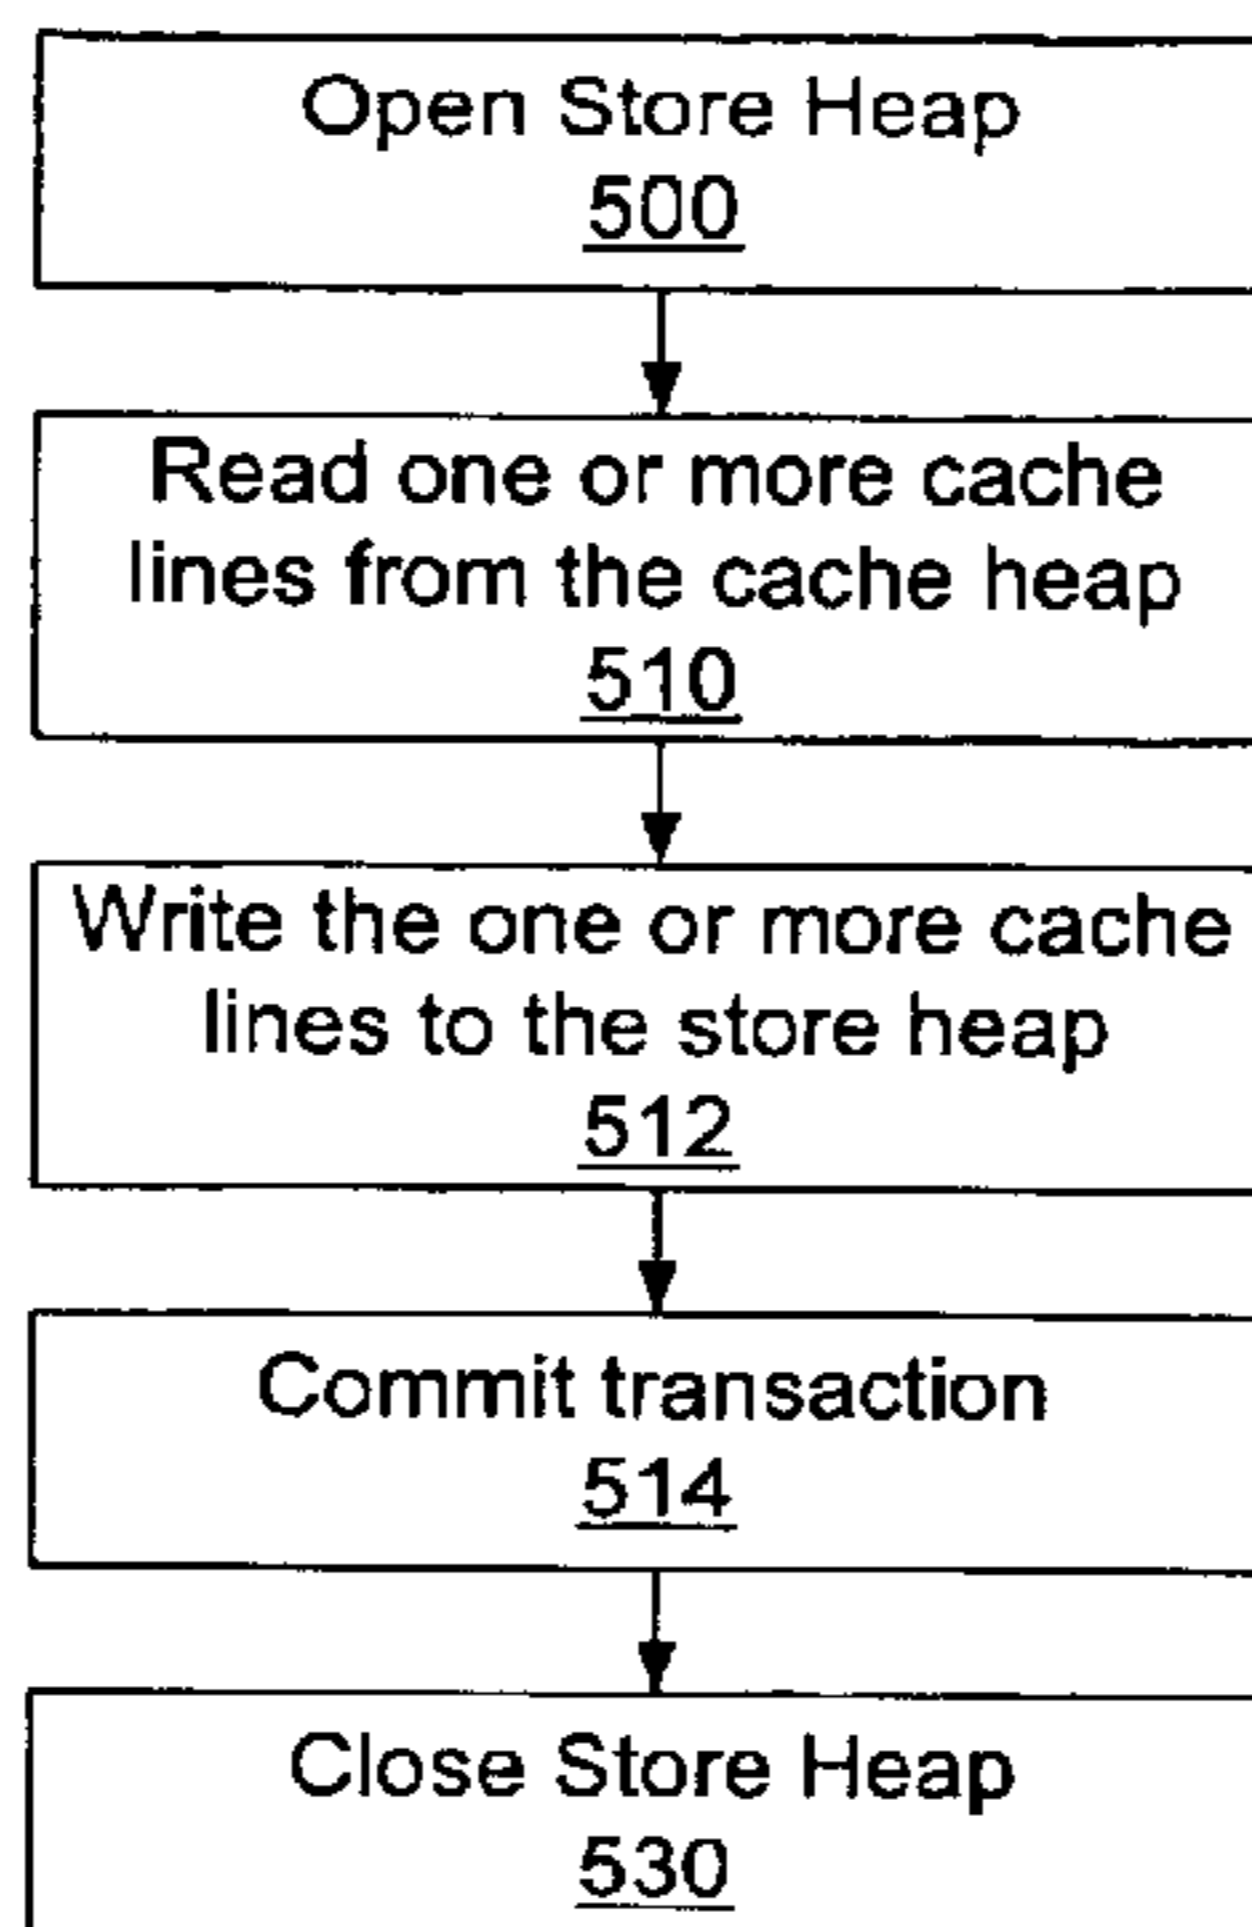 Open Store Heap
500
Read one or more cache
lines from the cache heap
510
Write the one or more cache
lines to the store heap
512
Commit transaction
514
Close Store Heap
530